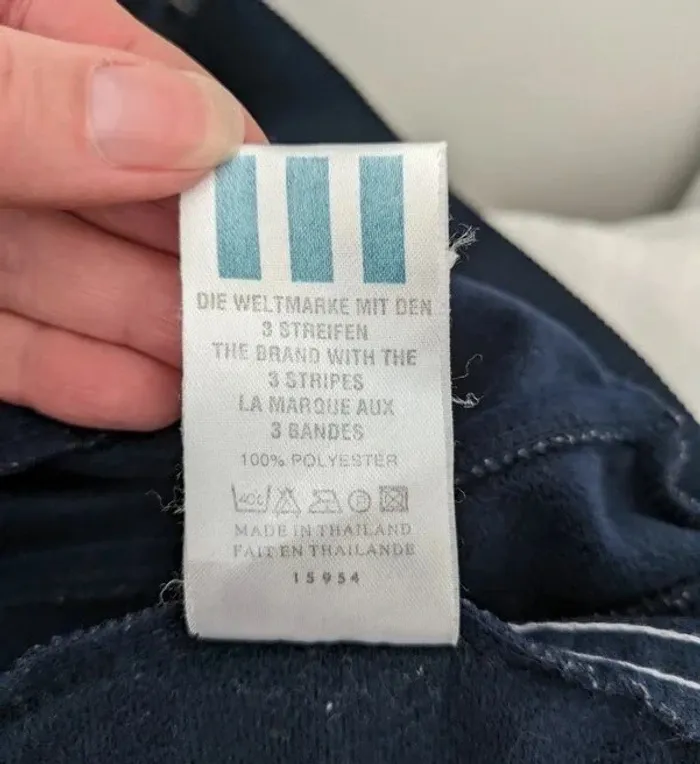 DIE WELTMARKE MIT DEN
3 STREIFEN
THE BRAND WITH THE
3 STRIPES
LA MARQUE AUX
3 BANDES
100% POLYESTER
MADE IN THAILAND
FAIT EN THAILANDE
15954